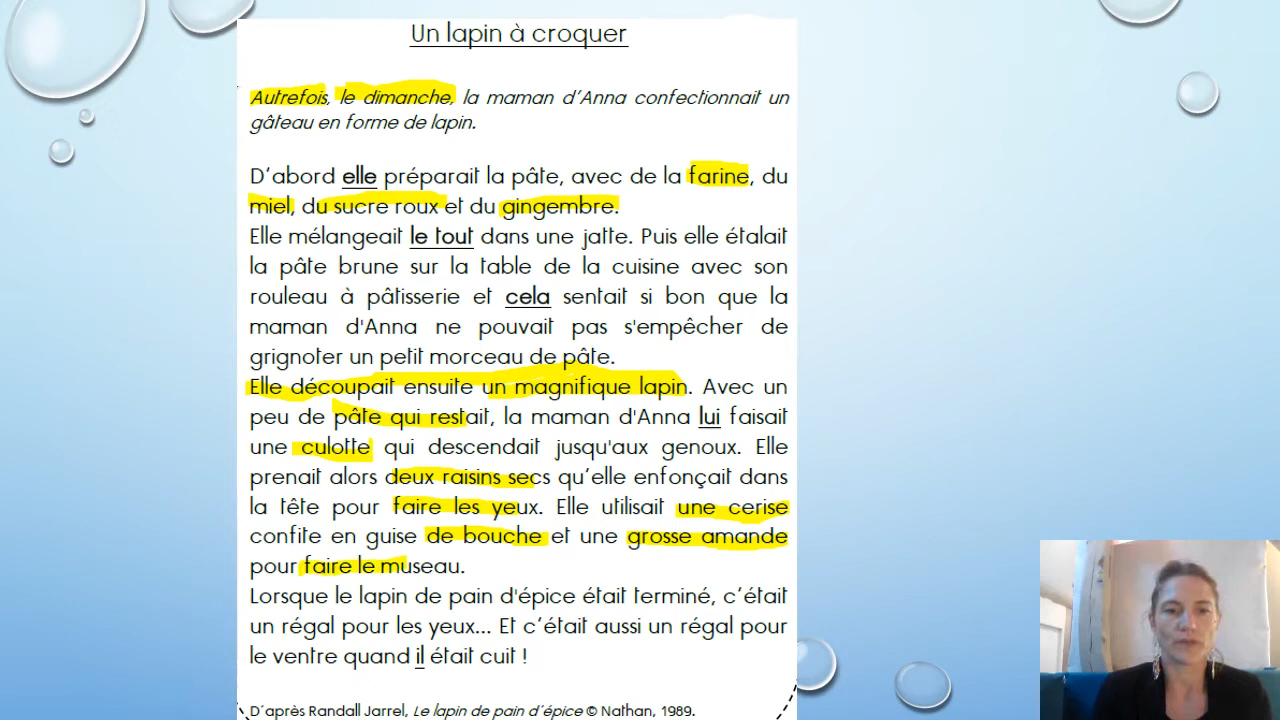 Un lapin à croquer
Autrefois, le dimanche, la maman d'Anna confectionnait un
gâteau en forme de lapin.
D'abord elle préparait la pâte, avec de la farine, du
miel, du sucre roux et du gingembre.
Elle mélangeait le tout dans une jatte. Puis elle étalait
la pâte brune sur la table de la cuisine avec son
rouleau à pâtisserie et cela sentait si bon que la
maman d'Anna ne pouvait pas s'empêcher de
grignoter un petit morceau de pâte.
Elle découpait ensuite un magnifique lapin. Avec un
peu de pâte qui restait, la maman d'Anna lui faisait
une culotte qui descendait jusqu'aux genoux. Elle
prenait alors deux raisins secs qu'elle enfonçait dans
la tête pour faire les yeux. Elle utilisait une cerise
confite en guise de bouche et une grosse amande
pour faire le museau.
Lorsque le lapin de pain d'épice était terminé, c'était
un régal pour les yeux... Et c'était aussi un régal pour
le ventre quand il était cuit !
D'après Randall Jarrel, Le lapin de pain d'épice © Nathan, 1989.